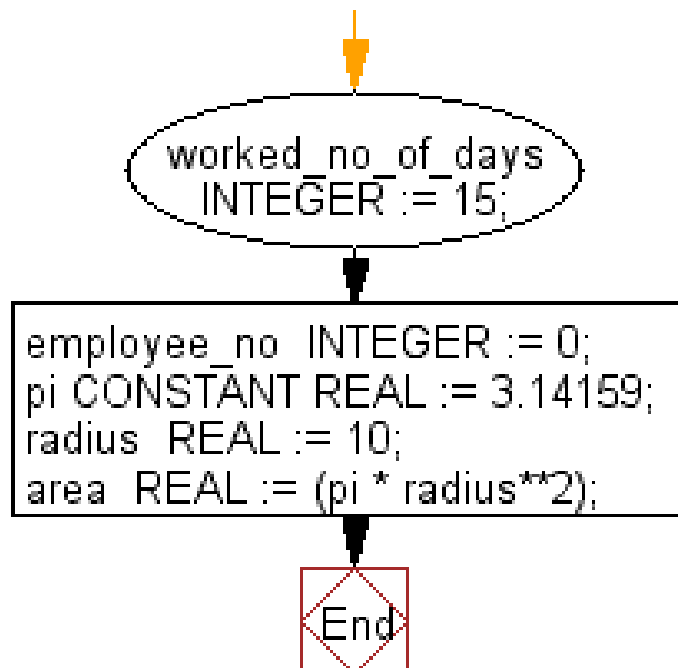 worked_no_of_days
INTEGER := 15;
employee_no  INTEGER := 0;
pi CONSTANT REAL := 3.14159;
radius  REAL := 10;
area  REAL := (pi * radius**2);
End